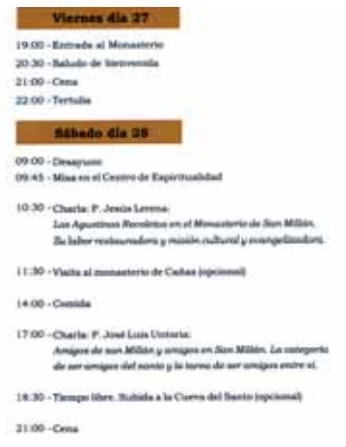 Viernes día 27
19:00 - Entrada al Monasterio
20:30 - Saludo de bienvenida
21:00 - Cena
22:00 - Tertulia
Sábado día 28
09:00 - Desayuno
09:45 - Misa en el Centro de Espiritualidad
10:30 - Charla: P. Jesús Lerena:
Los Agustinos Recoletos en el Monasterio de San Millán.
Su labor restauradora y misión cultural y evangelizadora.
11:30 - Visita al monasterio de Cañas (opcional)
14:00 - Comida
17:00 - Charla: P. José Luis Untoria:
Amigos de san Millán y amigos en San Millán. La categoría
de ser amigos del santo y la tarea de ser amigos entre sí.
18:30 - Tiempo libre. Subida a la Cueva del Santo (opcional)
21:00 - Cena